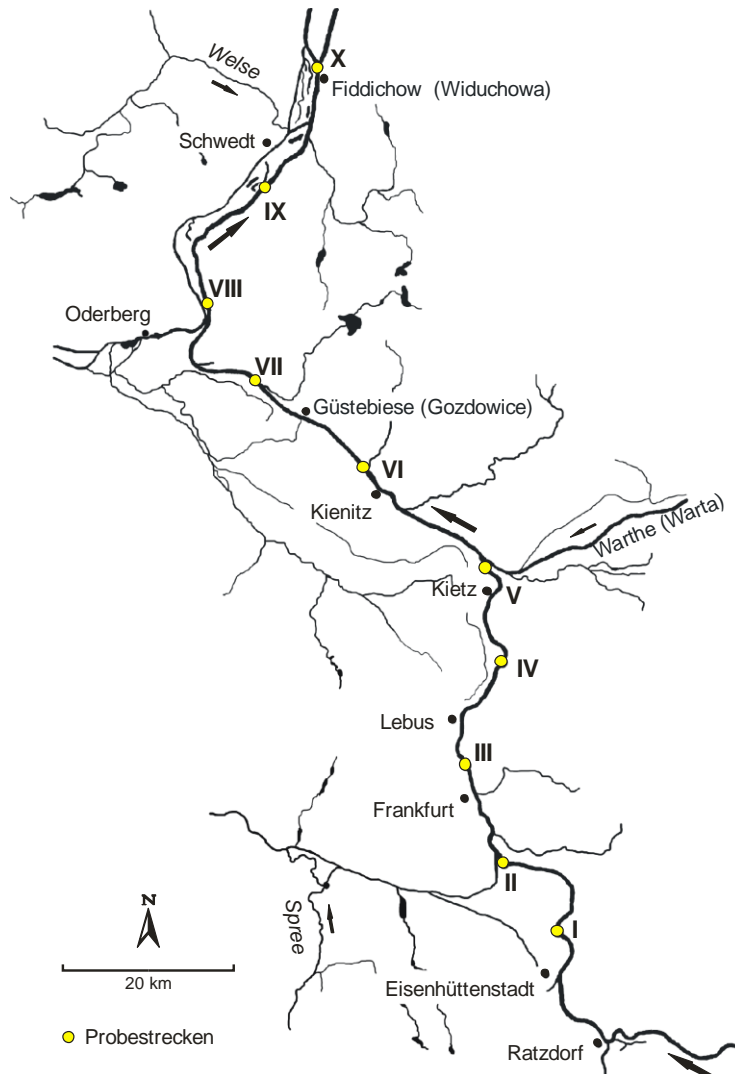 X
Welse
Fiddichow (Widuchowa)
Schwedt
IX
VIII
Oderberg
VII
Güstebiese (Gozdowice)
VI
Kienitz
Warthe (Warta)
Kietz
V
IV
Lebus
III
Frankfurt
II
N
Spree
I
20 km
Eisenhüttenstadt
Probestrecken
Ratzdorf